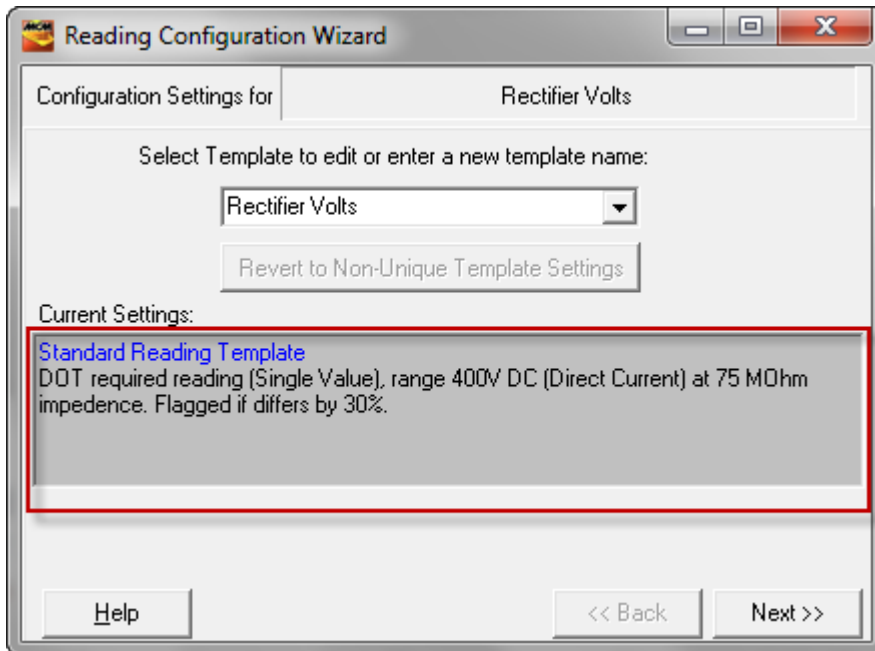 MCM
Reading Configuration Wizard
Configuration Settings for
Rectifier Volts
Select Template to edit or enter a new template name:
Rectifier Volts
Revert to Non-Unique Template Settings
Current Settings:
Standard Reading Template
DOT required reading (Single Value), range 400V DC (Direct Current) at 75 MOhm
impedence. Flagged if differs by 30%.
Help
<< Back
Next >>